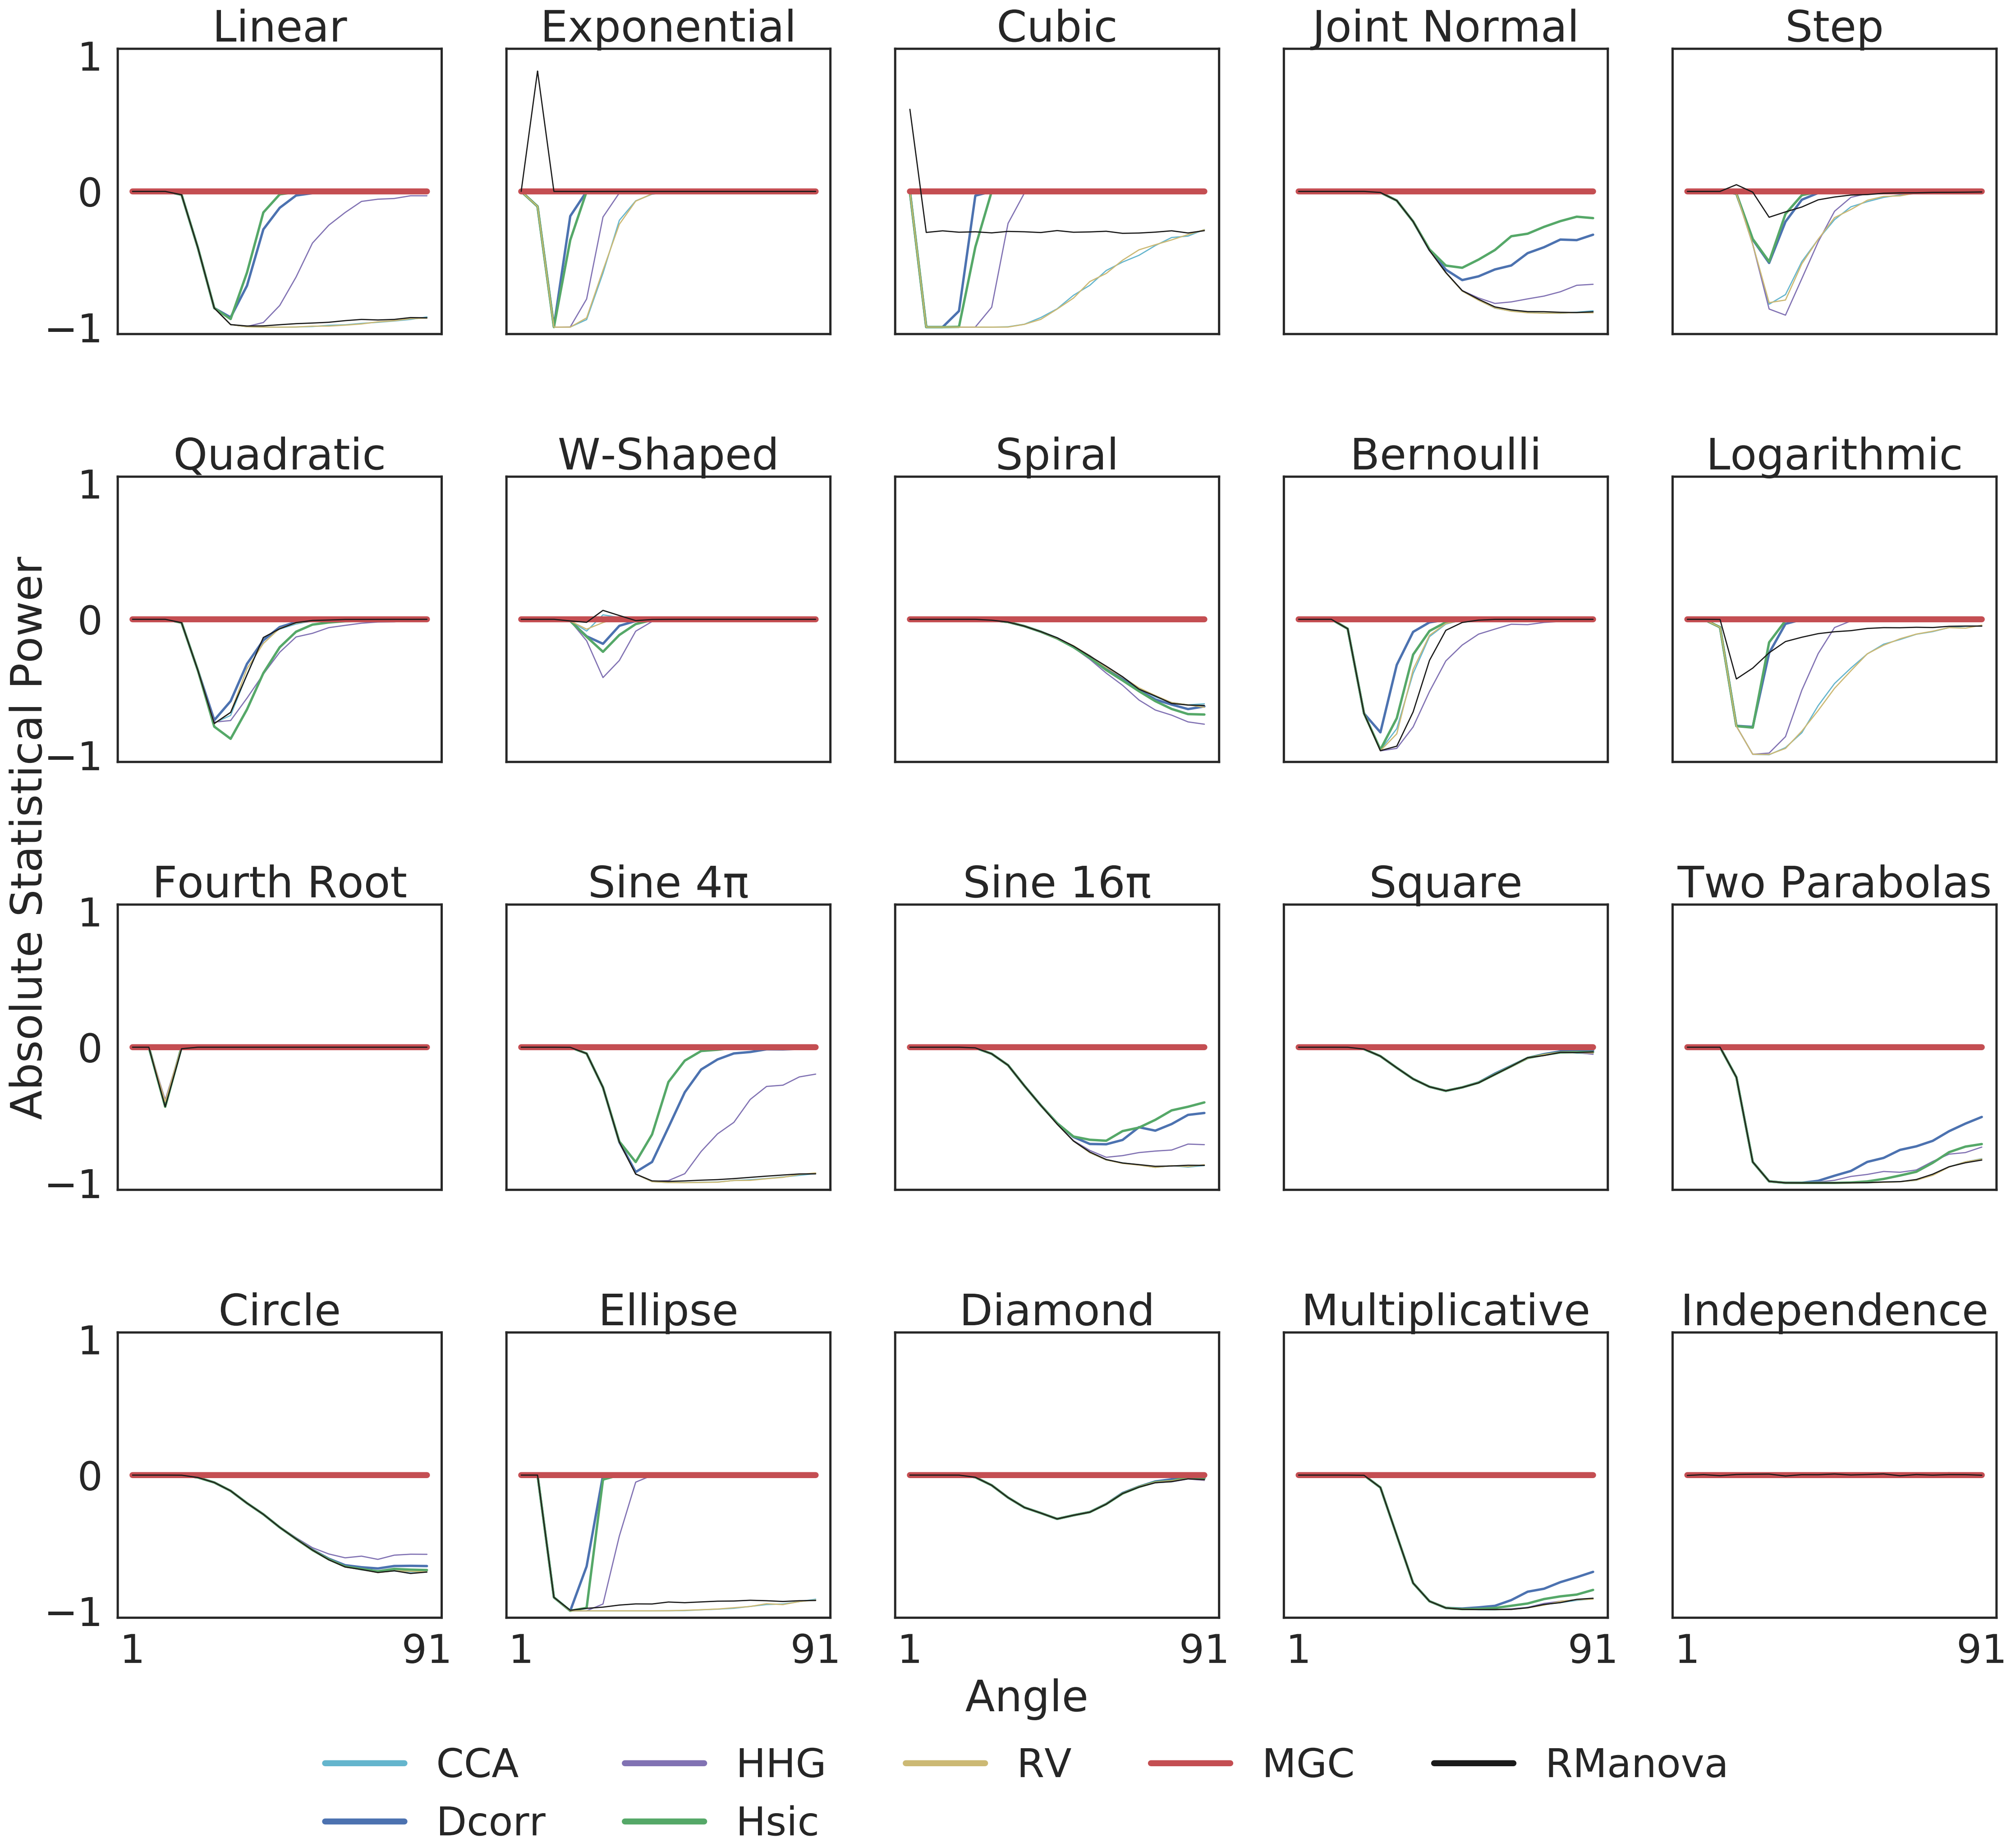 Linear Exponential Cubic Joint Normal Step
1
0
−1
Quadratic W-Shaped Spiral Bernoulli Logarithmic
1
0
−1
Absolute Statistical Power
Fourth Root Sine 4π Sine 16π Square Two Parabolas
1
0
−1
Circle Ellipse Diamond Multiplicative Independence
1
0
−1
1 91 1 91 1 91 1 91 1 91
Angle
CCA HHG RV MGC RManova
Dcorr Hsic